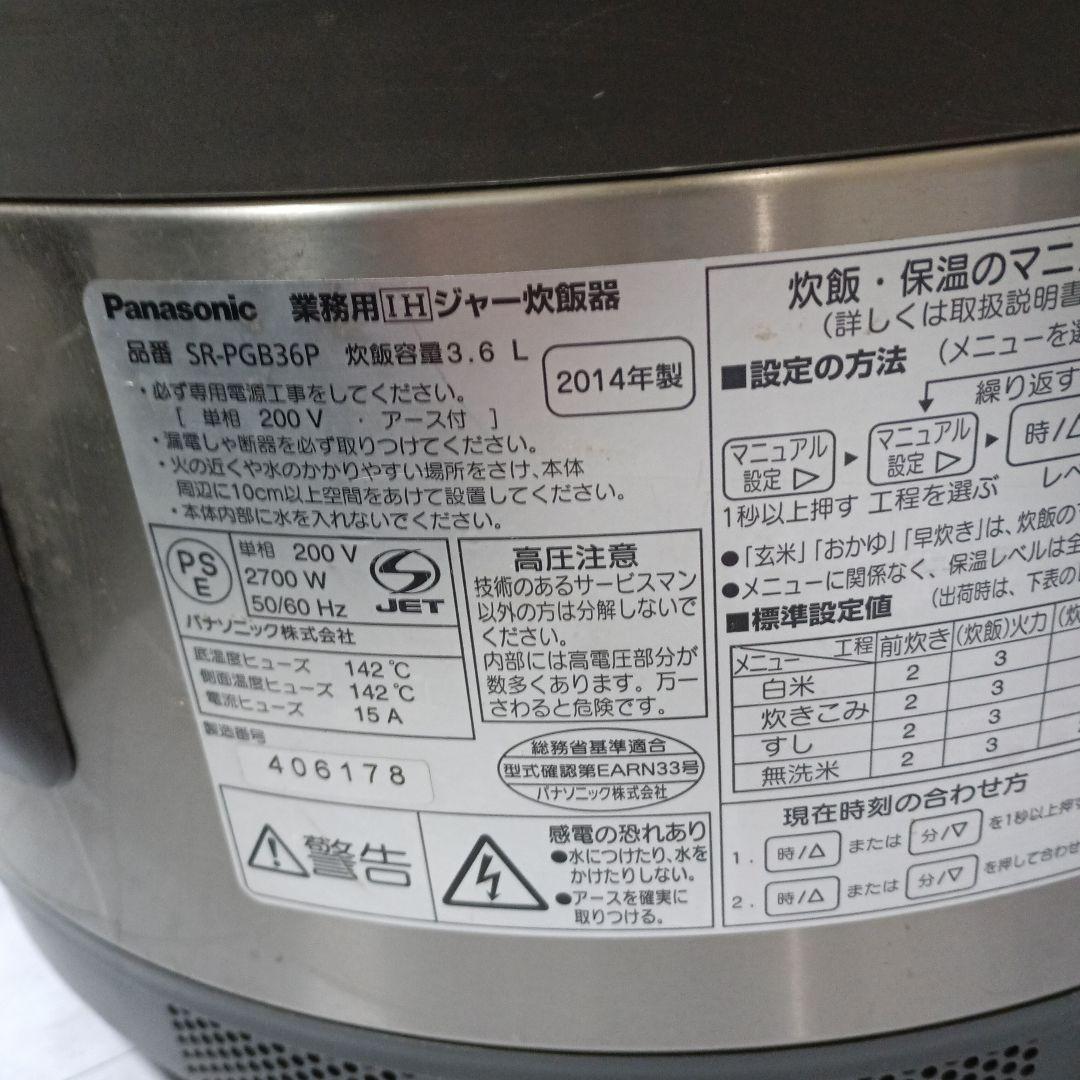 Panasonic 業務用IHジャー炊飯器
品番 SR-PGB36P 炊飯容量3.6 L
2014年製
・必ず専用電源工事をしてください。
[ 単相 200V ・ アース付 ]
・漏電しゃ断器を必ず取りつけてください。
・火の近くや水のかかりやすい場所をさけ、本体
周辺に10cm以上空間をあけて設置してください。
・本体内部に水を入れないでください。
PS
E
単相 200 V
2700 W
50/60 Hz
JET
パナソニック株式会社
底温度ヒューズ 142℃
側面温度ヒューズ 142℃
電流ヒューズ 15 A
製造番号
406178
高圧注意
技術のあるサービスマン
以外の方は分解しないで
ください。
内部には高電圧部分が
数多くあります。万一
さわると危険です。
総務省基準適合
型式確認第EARN33号
パナソニック株式会社
警告
感電の恐れあり
●水につけたり、水を
かけたりしない。
●アースを確実に
取りつける。
炊飯・保温のマニュ
(詳しくは取扱説明書
■設定の方法 (メニューを選
繰り返す
マニュアル
設定 ▷
▶
マニュアル
設定 ▷
▶
時/△
1秒以上押す 工程を選ぶ レベ
●「玄米」「おかゆ」「早炊き」は、炊飯の
●メニューに関係なく、保温レベルは全
■標準設定値 (出荷時は、下表の
メニュー 工程 前炊き (炊飯)火力 (炊
白米 2 3
炊きこみ 2 3
すし 2 3
無洗米 2 3
現在時刻の合わせ方
1. 時/△ または 分/▽ を1秒以上押す
2. 時/△ または 分/▽ を押して合わせ